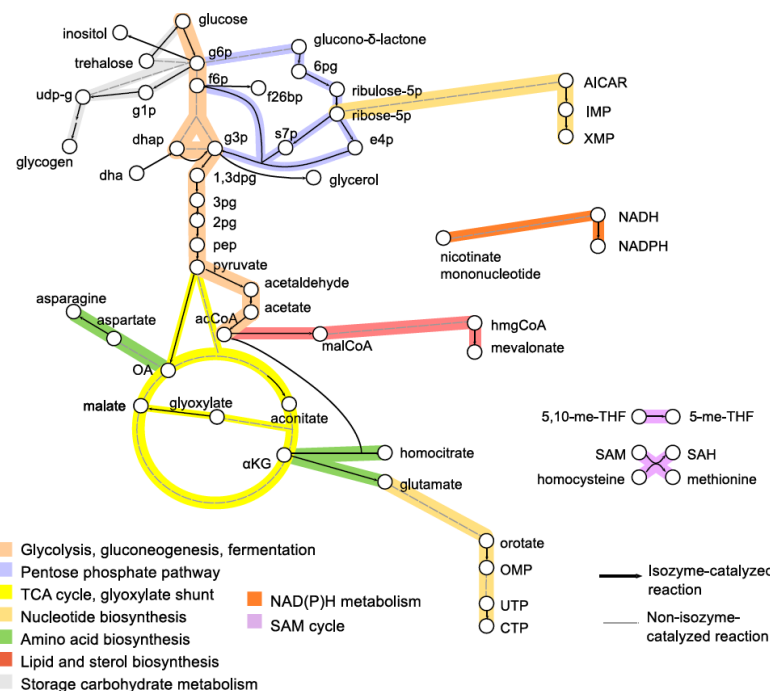 glucose
inositol
g6p
glucono-δ-lactone
trehalose
6pg
f6p
f26bp
ribulose-5p
AICAR
udp-g
g1p
ribose-5p
IMP
s7p
e4p
XMP
dhap
g3p
glycogen
dha
1,3dpg
glycerol
3pg
2pg
NADH
pep
NADPH
nicotinate
mononucleotide
pyruvate
acetaldehyde
asparagine
acetate
aspartate
acCoA
hmgCoA
malCoA
mevalonate
OA
malate
glyoxylate
aconitate
5,10-me-THF
5-me-THF
αKG
homocitrate
SAM
SAH
glutamate
homocysteine
methionine
orotate
OMP
UTP
CTP
Glycolysis, gluconeogenesis, fermentation
Pentose phosphate pathway
TCA cycle, glyoxylate shunt
Nucleotide biosynthesis
Amino acid biosynthesis
Lipid and sterol biosynthesis
Storage carbohydrate metabolism
NAD(P)H metabolism
SAM cycle
Isozyme-catalyzed
reaction
Non-isozyme-
catalyzed reaction